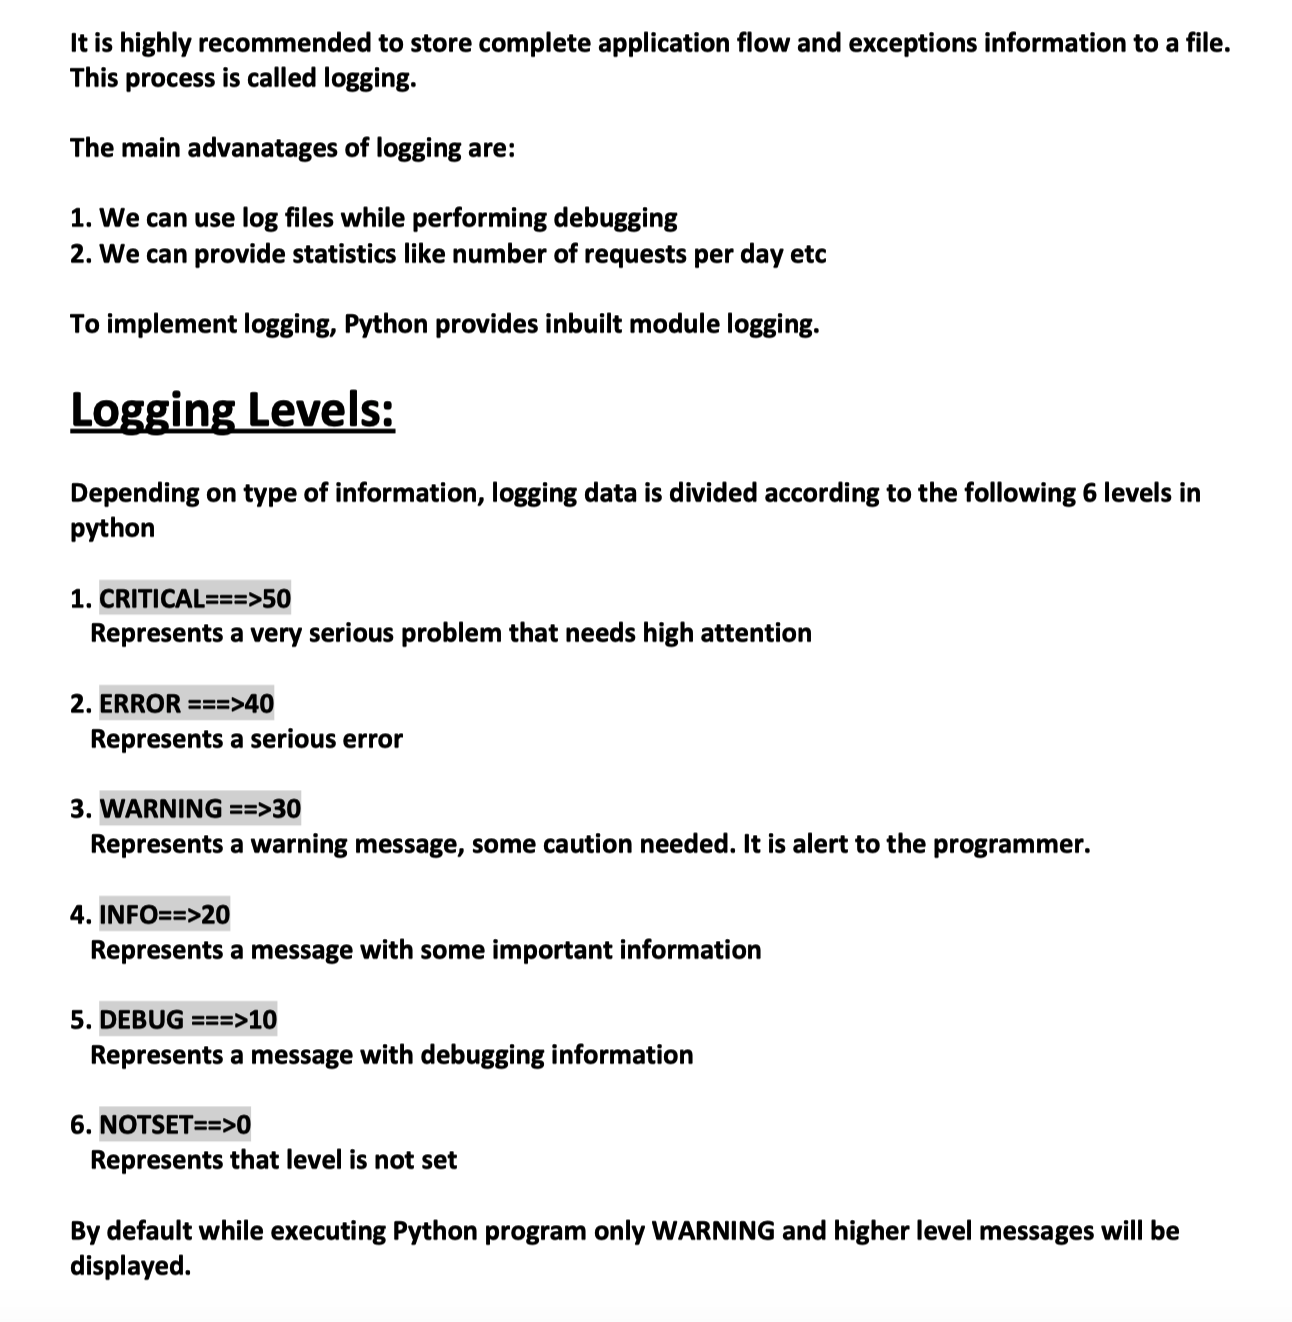 It is highly recommended to store complete application flow and exceptions information to a file.
This process is called logging.
The main advanatages of logging are:
1. We can use log files while performing debugging
2. We can provide statistics like number of requests per day etc
To implement logging, Python provides inbuilt module logging.
Logging Levels:
Depending on type of information, logging data is divided according to the following 6 levels in
python
1. CRITICAL===>50
Represents a very serious problem that needs high attention
2. ERROR ===>40
Represents a serious error
3. WARNING ==>30
Represents a warning message, some caution needed. It is alert to the programmer.
4. INFO==>20
Represents a message with some important information
5. DEBUG ===>10
Represents a message with debugging information
6. NOTSET==>0
Represents that level is not set
By default while executing Python program only WARNING and higher level messages will be
displayed.